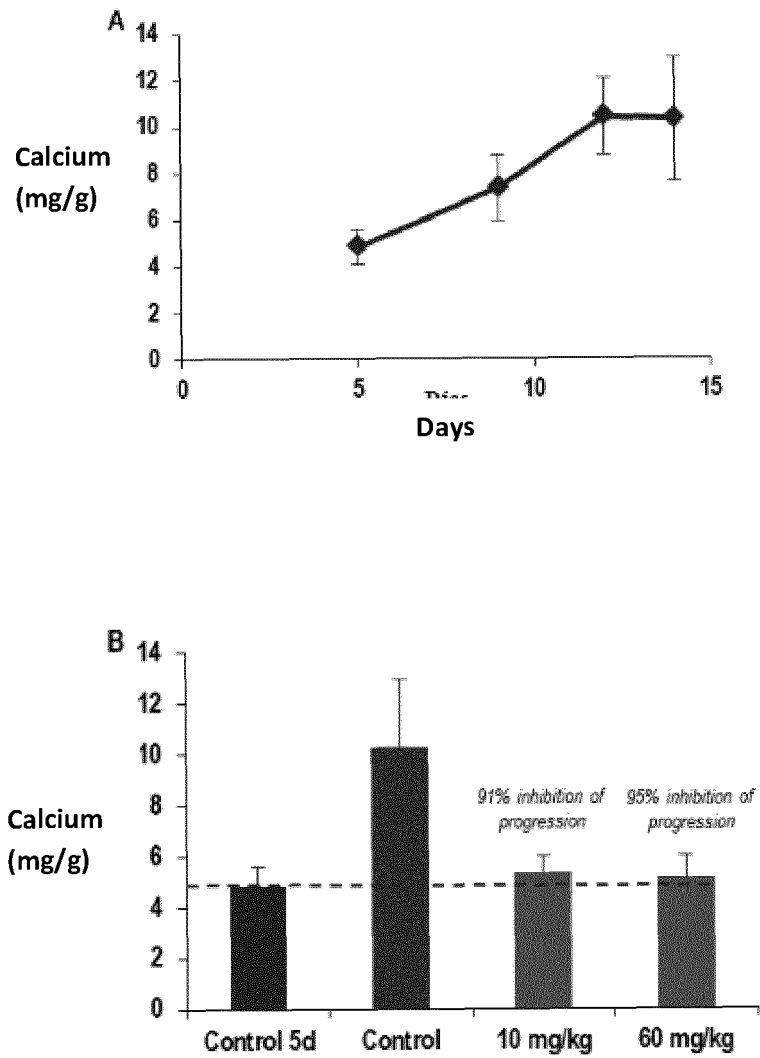 A
14
12
10
8
6
4
2
0
Calcium
(mg/g)
0 5 10 15
Days
B
14
12
10
8
6
4
2
0
Calcium
(mg/g)
91% inhibition of
progression
95% inhibition of
progression
Control 5d Control 10 mg/kg 60 mg/kg